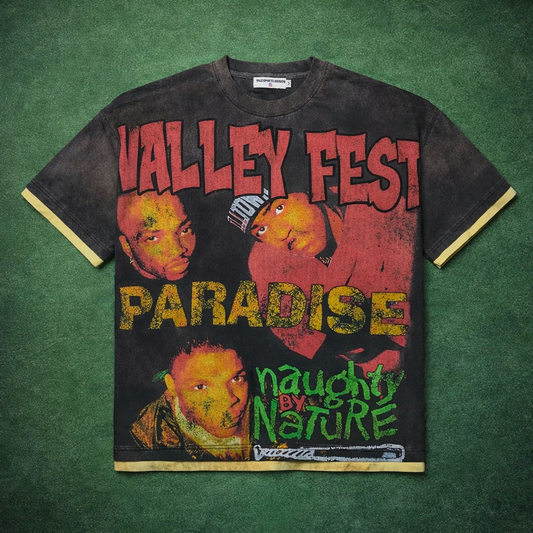 VALLEY FEST
PARADISE
naughty
BY
NATURE